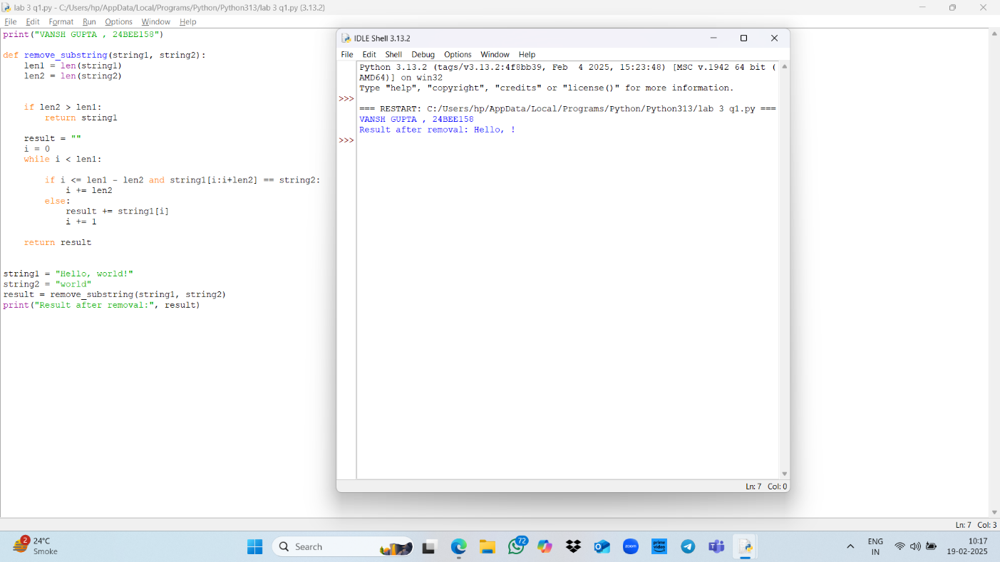 lab 3 q1.py - C:/Users/hp/AppData/Local/Programs/Python/Python313/lab 3 q1.py (3.13.2)
File Edit Format Run Options Window Help
print("VANSH GUPTA , 24BEE158")
def remove_substring(string1, string2):
    len1 = len(string1)
    len2 = len(string2)
    if len2 > len1:
        return string1
    result = ""
    i = 0
    while i < len1:
        if i <= len1 - len2 and string1[i:i+len2] == string2:
            i += len2
        else:
            result += string1[i]
            i += 1
    return result
string1 = "Hello, world!"
string2 = "world"
result = remove_substring(string1, string2)
print("Result after removal:", result)
IDLE Shell 3.13.2
File Edit Shell Debug Options Window Help
Python 3.13.2 (tags/v3.13.2:4f8bb39, Feb  4 2025, 15:23:48) [MSC v.1942 64 bit (
AMD64)] on win32
Type "help", "copyright", "credits" or "license()" for more information.
>>>
=== RESTART: C:/Users/hp/AppData/Local/Programs/Python/Python313/lab 3 q1.py ===
VANSH GUPTA , 24BEE158
Result after removal: Hello, !
>>>
Ln: 7 Col: 0
Ln: 7 Col: 3
2
24°C
Smoke
Search
72
zoom
prime video
ENG
IN
10:17
19-02-2025